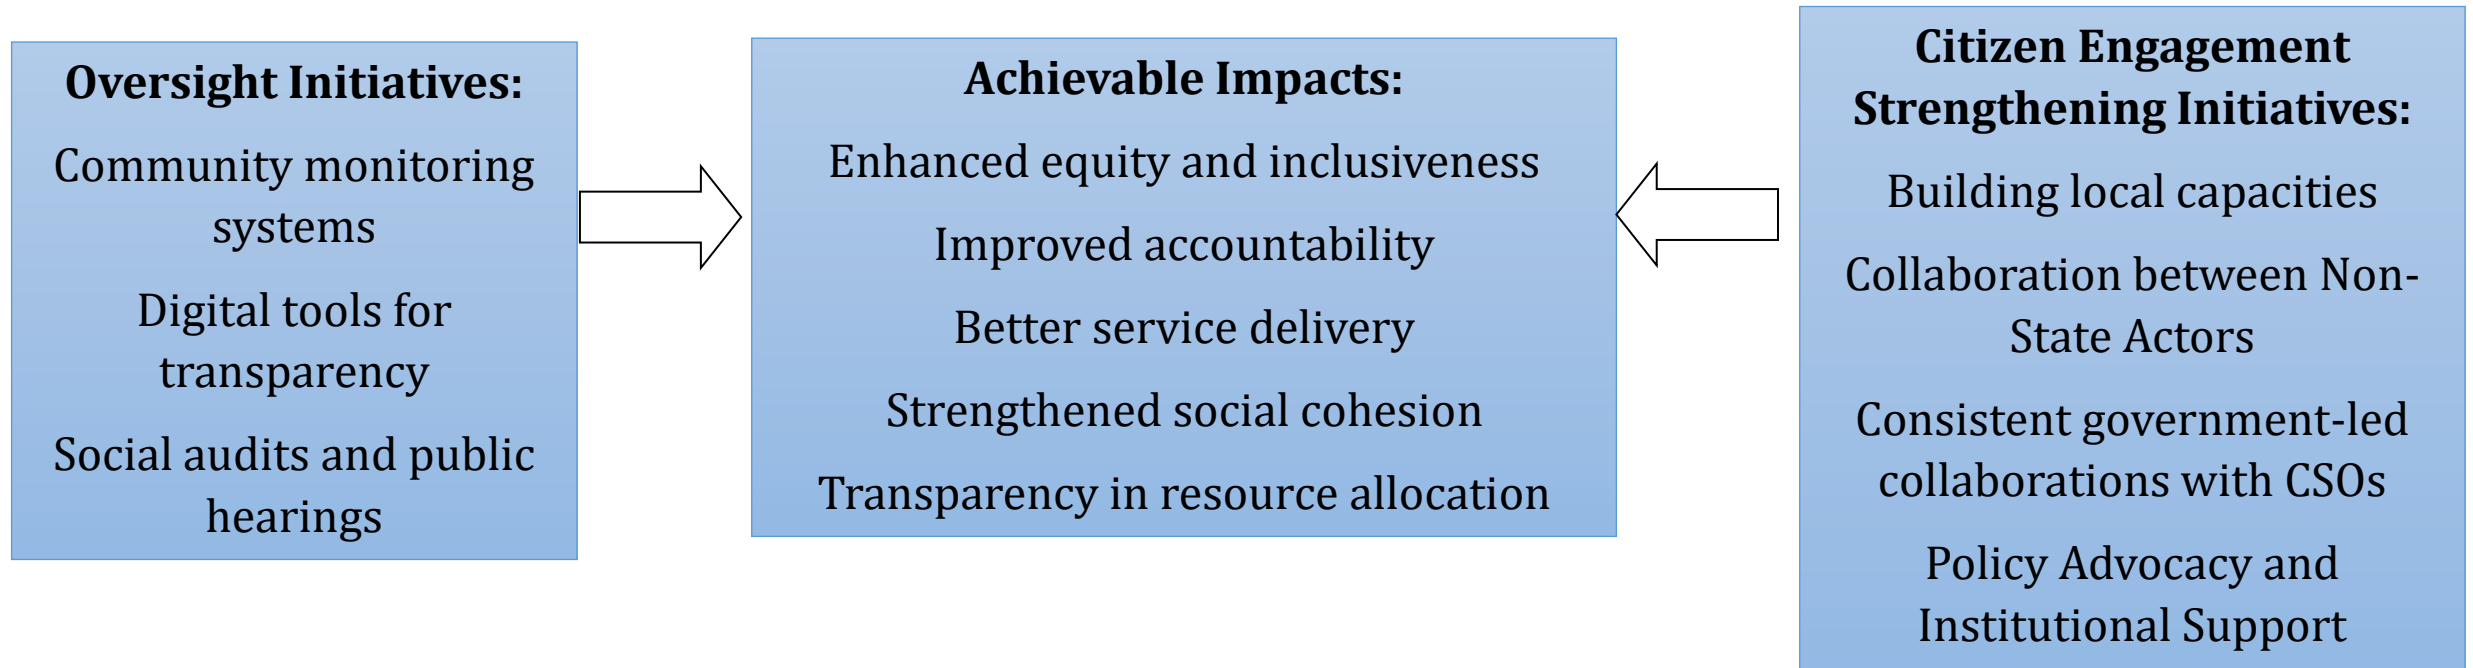 Oversight Initiatives:
Community monitoring
systems
Digital tools for
transparency
Social audits and public
hearings
Achievable Impacts:
Enhanced equity and inclusiveness
Improved accountability
Better service delivery
Strengthened social cohesion
Transparency in resource allocation
Citizen Engagement
Strengthening Initiatives:
Building local capacities
Collaboration between Non-
State Actors
Consistent government-led
collaborations with CSOs
Policy Advocacy and
Institutional Support